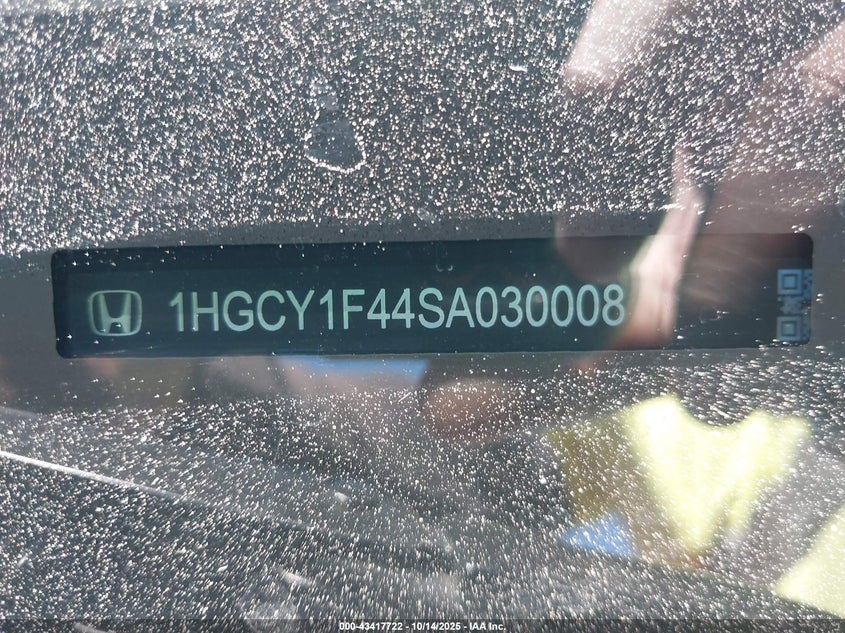 1HGCY1F44SA030008
000-43417722 | 10/14/2025 - IAA Inc.